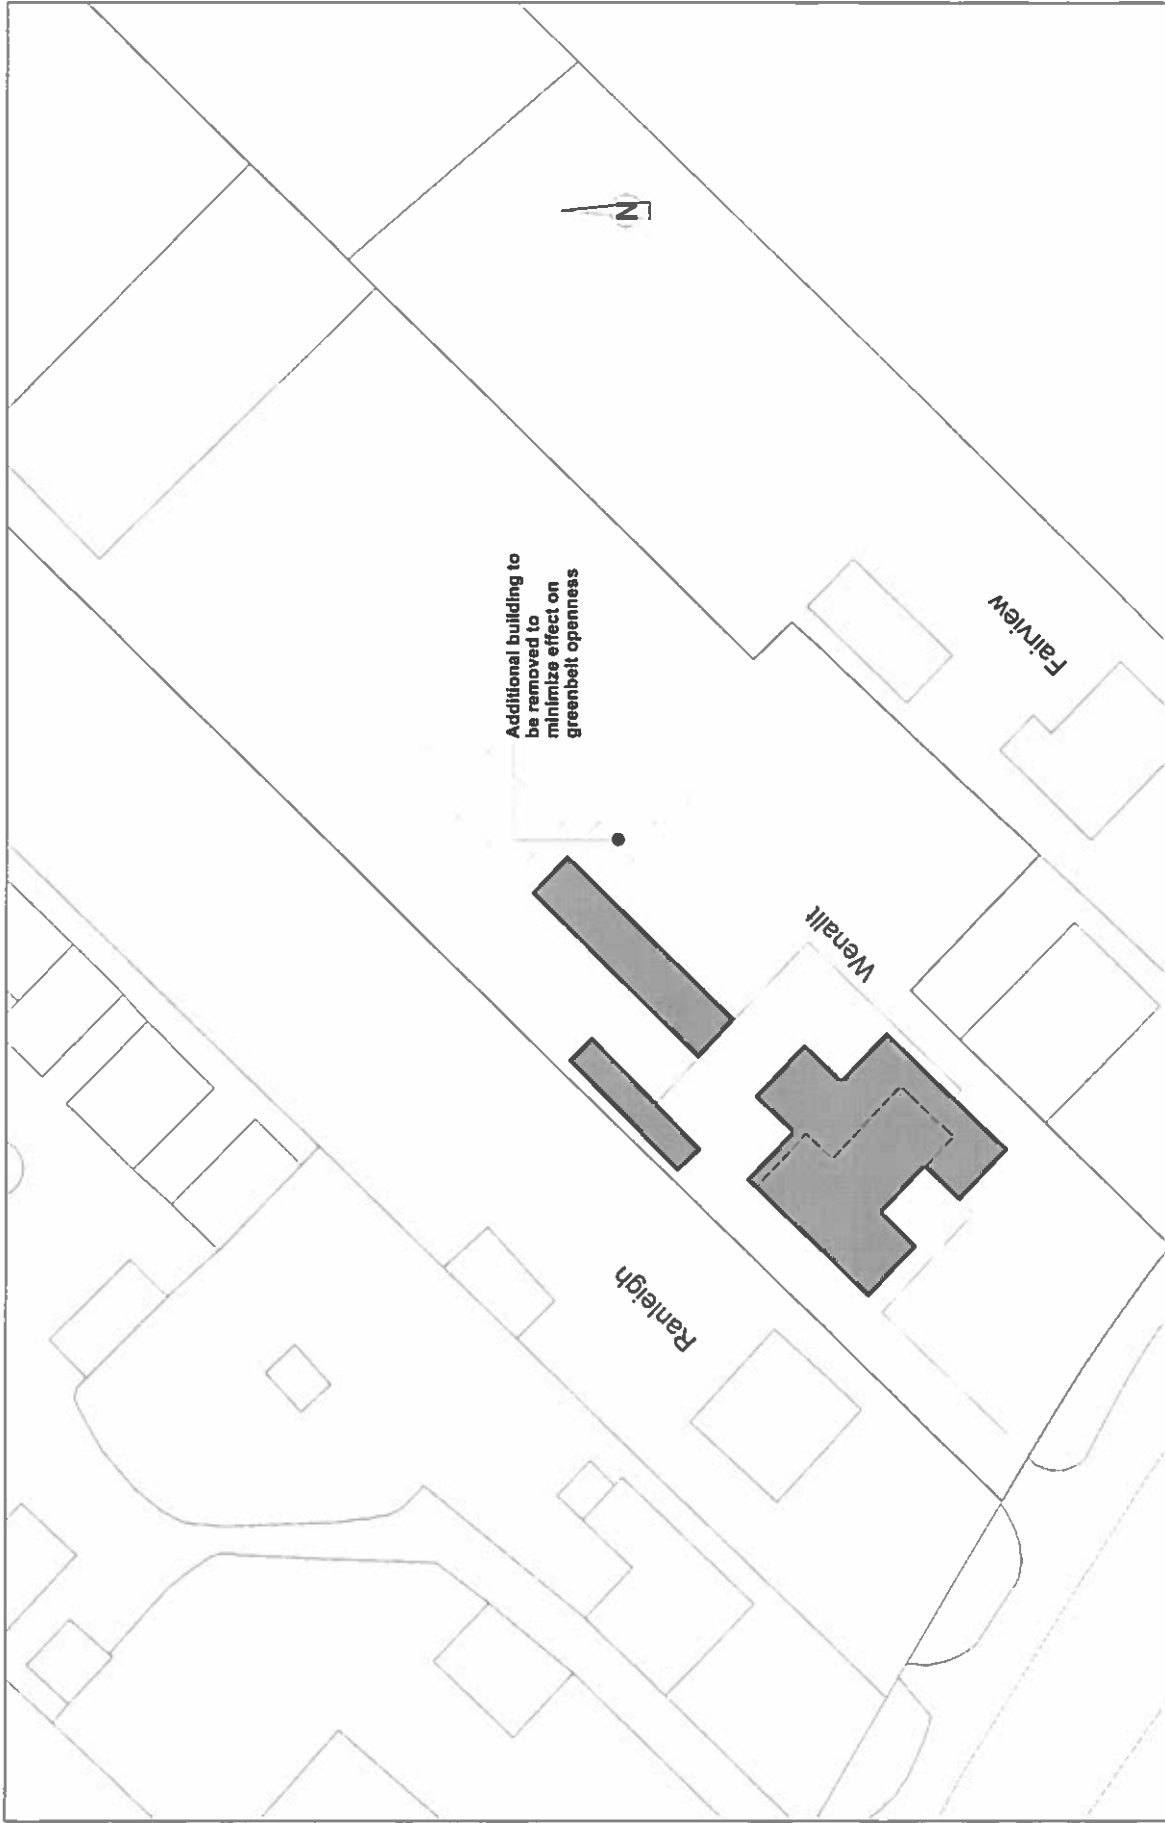 Additional building to
be removed to
minimize effect on
greenbelt openness
N
Fairview
Wenallt
Ranleigh